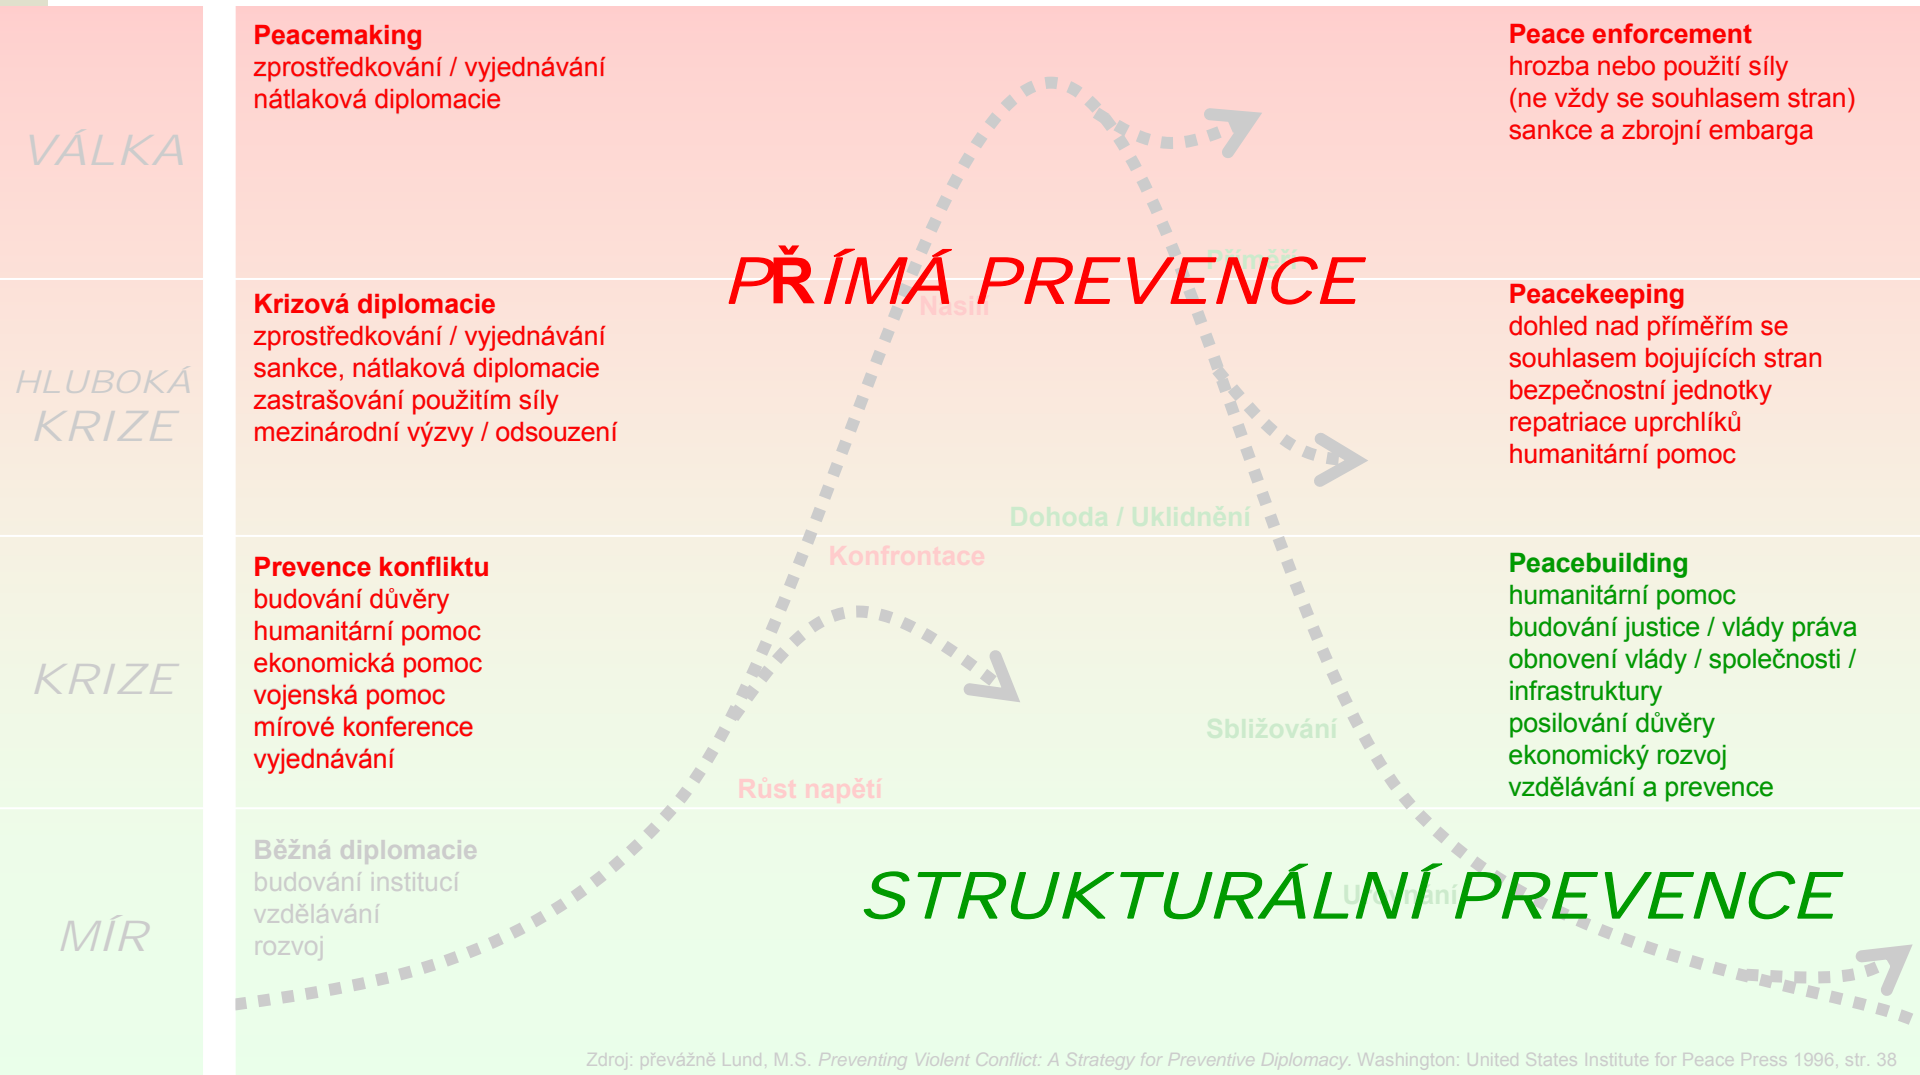 VÁLKA
Peacemaking
zprostředkování / vyjednávání
nátlaková diplomacie
Peace enforcement
hrozba nebo použití síly
(ne vždy se souhlasem stran)
sankce a zbrojní embarga
Příměří
PŘÍMÁ PREVENCE
Násilí
HLUBOKÁ
KRIZE
Krizová diplomacie
zprostředkování / vyjednávání
sankce, nátlaková diplomacie
zastrašování použitím síly
mezinárodní výzvy / odsouzení
Peacekeeping
dohled nad příměřím se
souhlasem bojujících stran
bezpečnostní jednotky
repatriace uprchlíků
humanitární pomoc
Dohoda / Uklidnění
Konfrontace
KRIZE
Prevence konfliktu
budování důvěry
humanitární pomoc
ekonomická pomoc
vojenská pomoc
mírové konference
vyjednávání
Peacebuilding
humanitární pomoc
budování justice / vlády práva
obnovení vlády / společnosti /
infrastruktury
posilování důvěry
ekonomický rozvoj
vzdělávání a prevence
Sbližování
Růst napětí
MÍR
Běžná diplomacie
budování institucí
vzdělávání
rozvoj
STRUKTURÁLNÍ PREVENCE
Urovnání
Zdroj: převážně Lund, M.S. Preventing Violent Conflict: A Strategy for Preventive Diplomacy. Washington: United States Institute for Peace Press 1996, str. 38